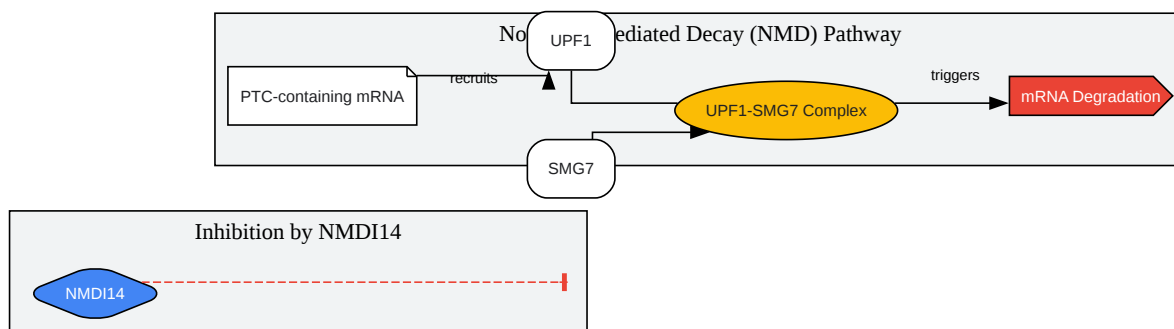 No ediated Decay (NMD) Pathway
UPF1
recruits
triggers
PTC-containing mRNA
UPF1-SMG7 Complex
mRNA Degradation
SMG7
Inhibition by NMDI14
NMDI14